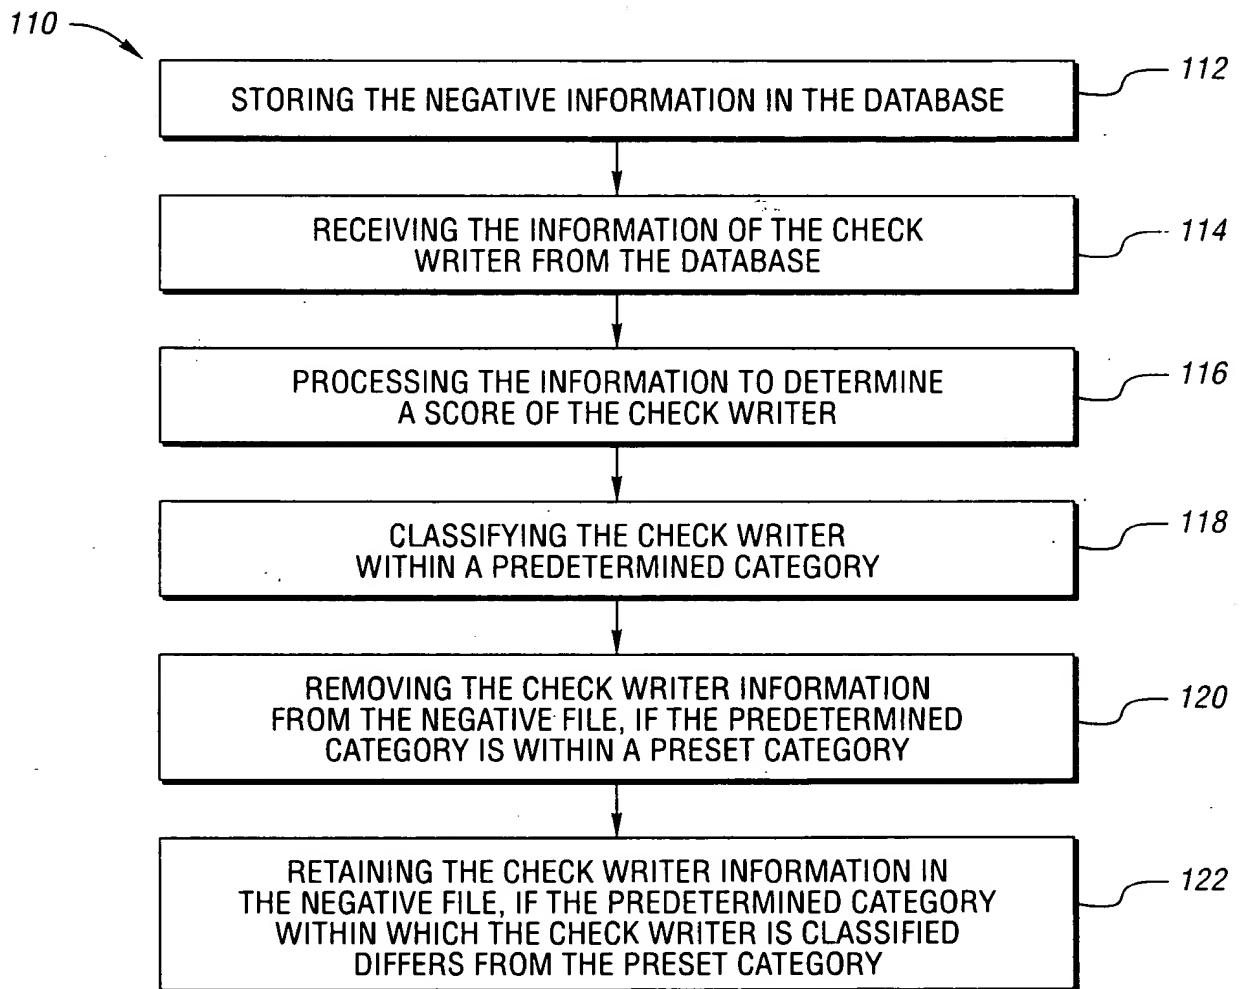 110
STORING THE NEGATIVE INFORMATION IN THE DATABASE
112
RECEIVING THE INFORMATION OF THE CHECK
WRITER FROM THE DATABASE
114
PROCESSING THE INFORMATION TO DETERMINE
A SCORE OF THE CHECK WRITER
116
CLASSIFYING THE CHECK WRITER
WITHIN A PREDETERMINED CATEGORY
118
REMOVING THE CHECK WRITER INFORMATION
FROM THE NEGATIVE FILE, IF THE PREDETERMINED
CATEGORY IS WITHIN A PRESET CATEGORY
120
RETAINING THE CHECK WRITER INFORMATION IN
THE NEGATIVE FILE, IF THE PREDETERMINED CATEGORY
WITHIN WHICH THE CHECK WRITER IS CLASSIFIED
DIFFERS FROM THE PRESET CATEGORY
122